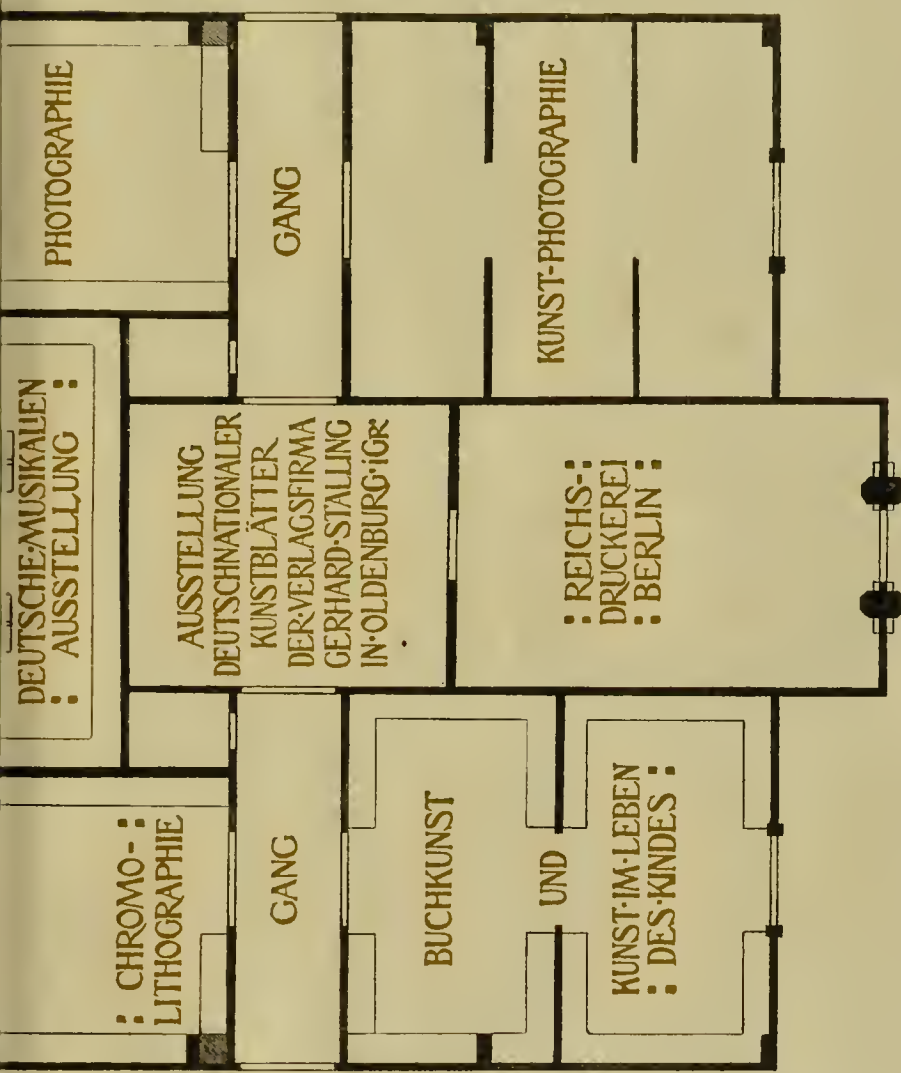 PHOTOGRAPHIE
GANG
KUNST-PHOTOGRAPHIE
DEUTSCHE·MUSIKALIEN
: AUSSTELLUNG :
AUSSTELLUNG
DEUTSCHNATIONALER
KUNSTBLÄTTER
DER·VERLAGSFIRMA
GERHARD·STALLING
IN·OLDENBURG·IGR·
: REICHS- :
DRUCKEREI
: BERLIN :
: CHROMO- :
LITHOGRAPHIE
GANG
BUCHKUNST
UND
KUNST·IM·LEBEN
: DES·KINDES :